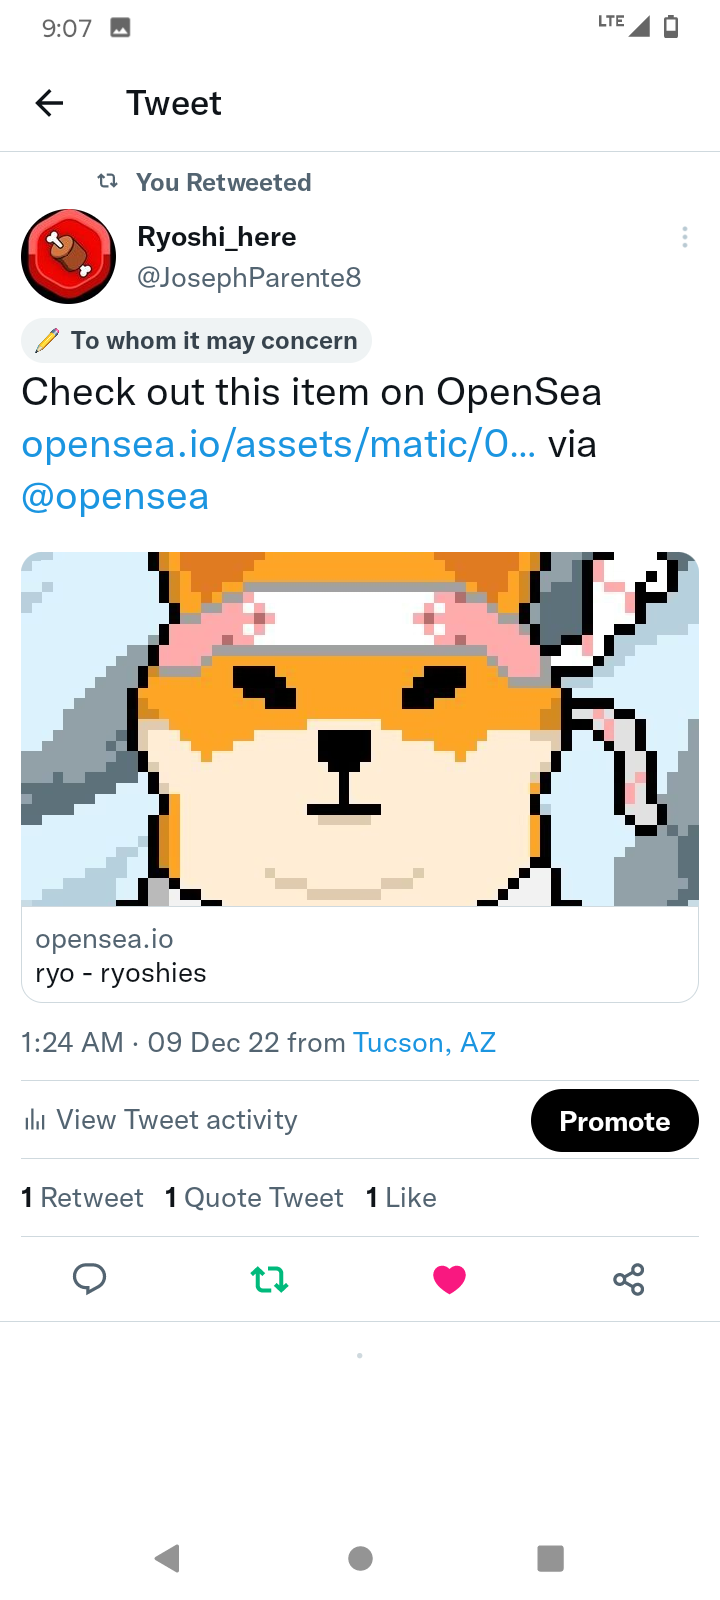 9:07
LTE
Tweet
You Retweeted
Ryoshi_here
@JosephParente8
✏️ To whom it may concern
Check out this item on OpenSea
opensea.io/assets/matic/0... via
@opensea
opensea.io
ryo - ryoshies
1:24 AM · 09 Dec 22 from Tucson, AZ
View Tweet activity
Promote
1 Retweet 1 Quote Tweet 1 Like